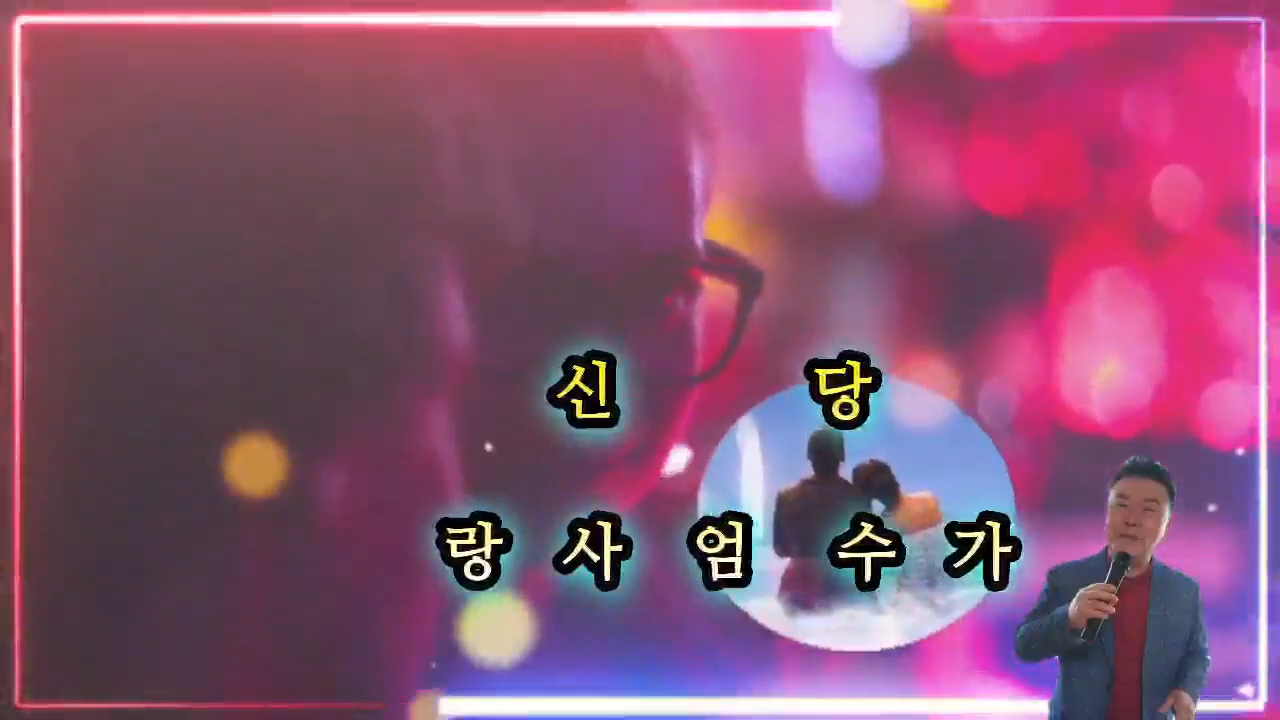 신 당
랑 사 엄 수 가